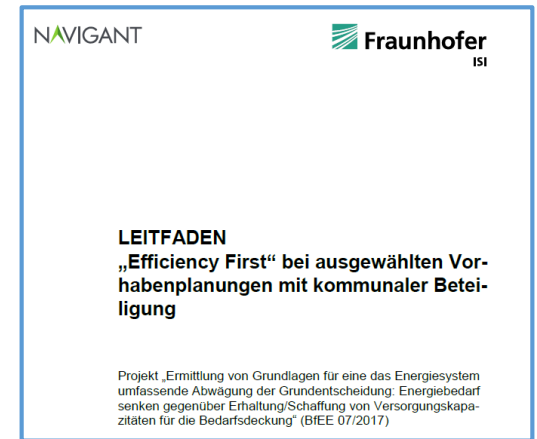 NAVIGANT
Fraunhofer
ISI
LEITFADEN
„Efficiency First“ bei ausgewählten Vor-
habenplanungen mit kommunaler Betei-
ligung
Projekt „Ermittlung von Grundlagen für eine das Energiesystem
umfassende Abwägung der Grundentscheidung: Energiebedarf
senken gegenüber Erhaltung/Schaffung von Versorgungskapa-
zitäten für die Bedarfsdeckung“ (BfEE 07/2017)